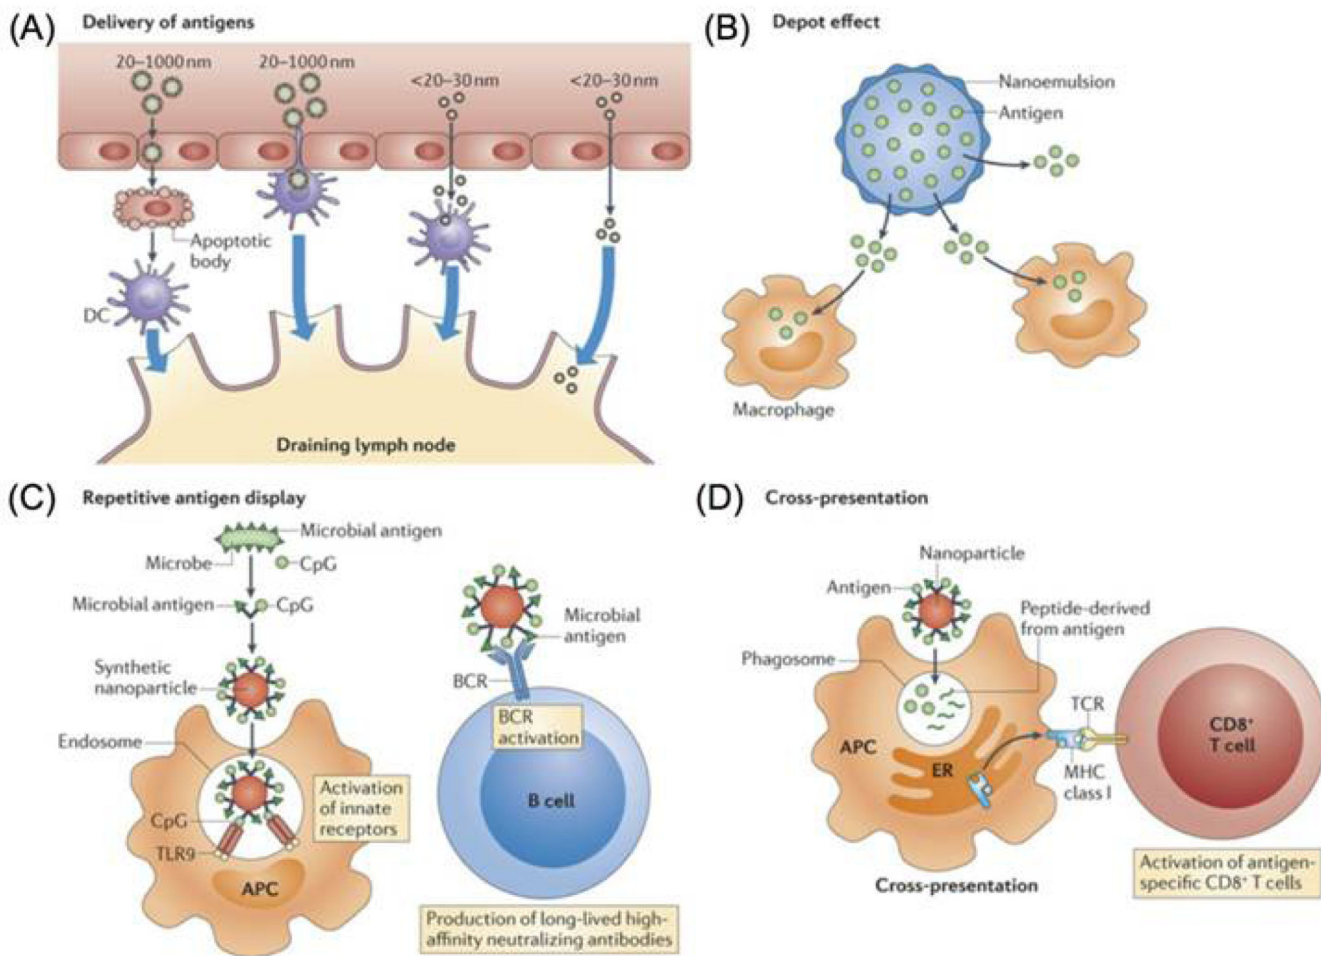 (A)
Delivery of antigens
20–1000 nm
20–1000 nm
<20–30 nm
<20–30 nm
Apoptotic
body
DC
Draining lymph node
(B)
Depot effect
Nanoemulsion
Antigen
Macrophage
(C)
Repetitive antigen display
Microbial antigen
Microbe
CpG
Microbial antigen
CpG
Synthetic
nanoparticle
Endosome
CpG
TLR9
Activation
of innate
receptors
APC
Microbial
antigen
BCR
BCR
activation
B cell
Production of long-lived high-
affinity neutralizing antibodies
(D)
Cross-presentation
Nanoparticle
Antigen
Peptide-derived
from antigen
Phagosome
TCR
APC
ER
MHC
class I
CD8⁺
T cell
Cross-presentation
Activation of antigen-
specific CD8⁺ T cells